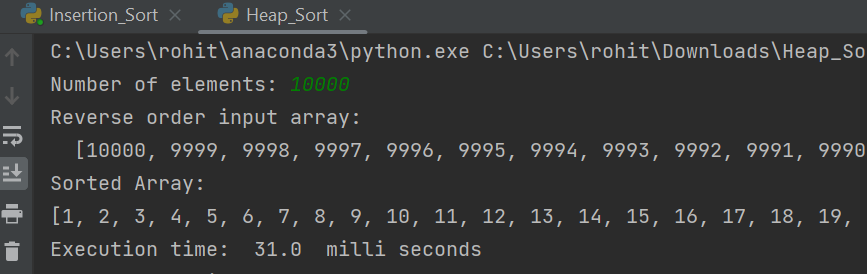 Insertion_Sort Heap_Sort
C:\Users\rohit\anaconda3\python.exe C:\Users\rohit\Downloads\Heap_So
Number of elements: 10000
Reverse order input array:
[10000, 9999, 9998, 9997, 9996, 9995, 9994, 9993, 9992, 9991, 9990
Sorted Array:
[1, 2, 3, 4, 5, 6, 7, 8, 9, 10, 11, 12, 13, 14, 15, 16, 17, 18, 19,
Execution time:  31.0  milli seconds